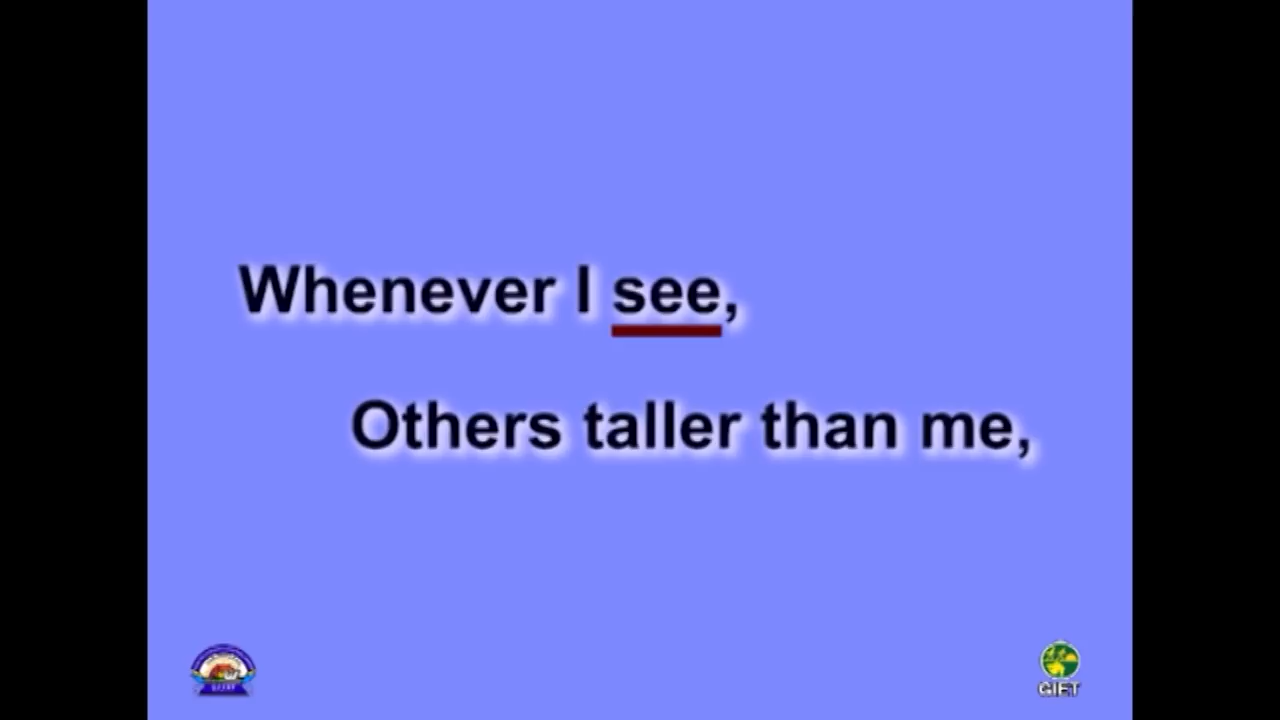 Whenever I see,
Others taller than me,
GIFT